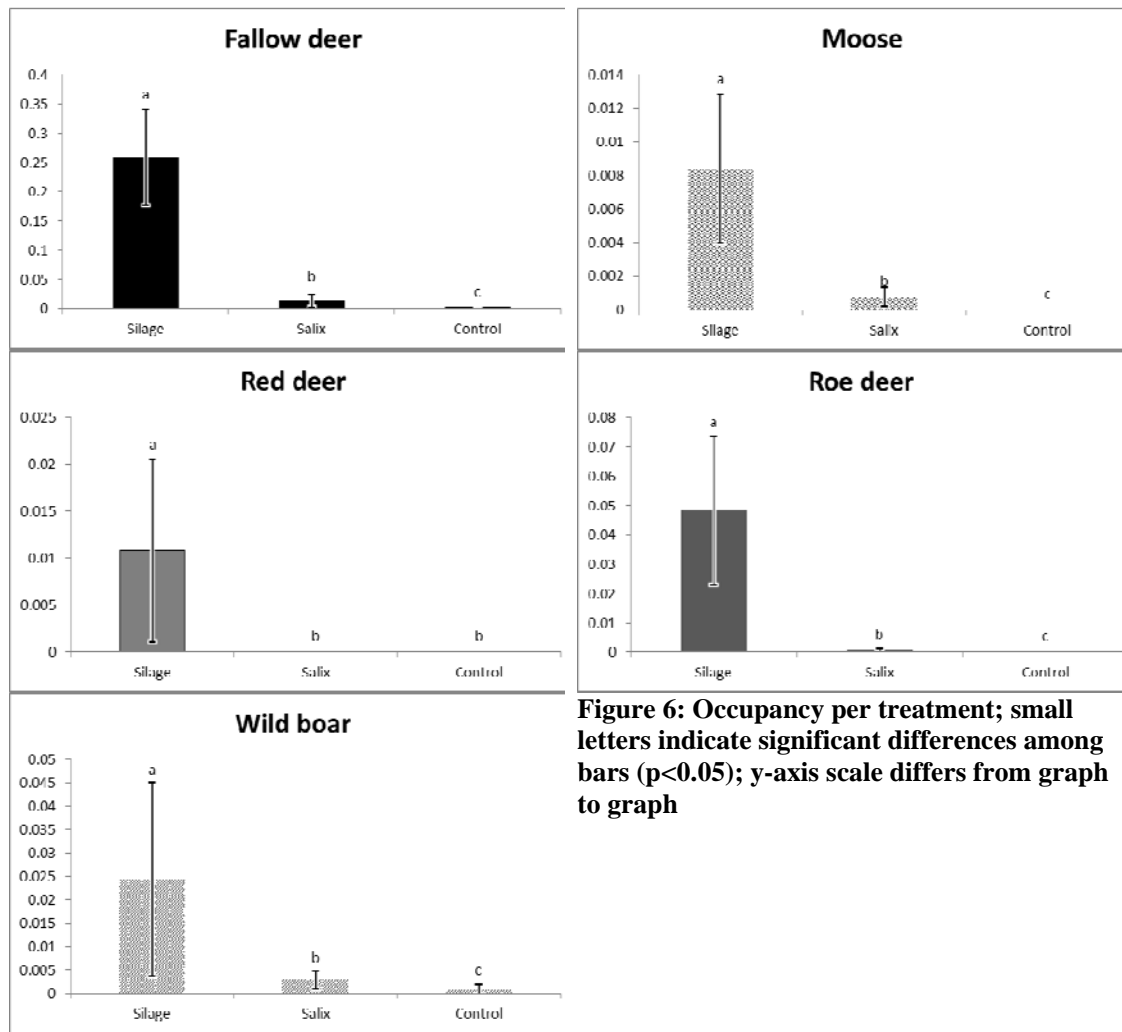 Fallow deer
0.4
0.35
0.3
0.25
0.2
0.15
0.1
0.05
0
a
b
c
Silage
Salix
Control
Moose
0.014
0.012
0.01
0.008
0.006
0.004
0.002
0
a
b
c
Silage
Salix
Control
Red deer
0.025
0.02
0.015
0.01
0.005
0
a
b
b
Silage
Salix
Control
Roe deer
0.08
0.07
0.06
0.05
0.04
0.03
0.02
0.01
0
a
b
c
Silage
Salix
Control
Wild boar
0.05
0.045
0.04
0.035
0.03
0.025
0.02
0.015
0.01
0.005
0
a
b
c
Silage
Salix
Control
Figure 6: Occupancy per treatment; small
letters indicate significant differences among
bars (p<0.05); y-axis scale differs from graph
to graph